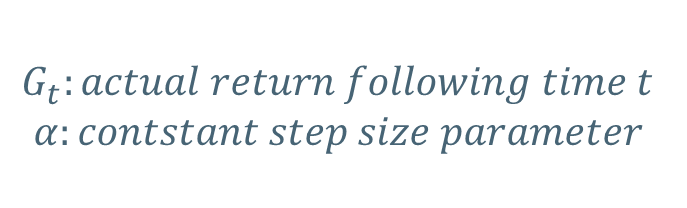 G_t: actual return following time t
α: contstant step size parameter